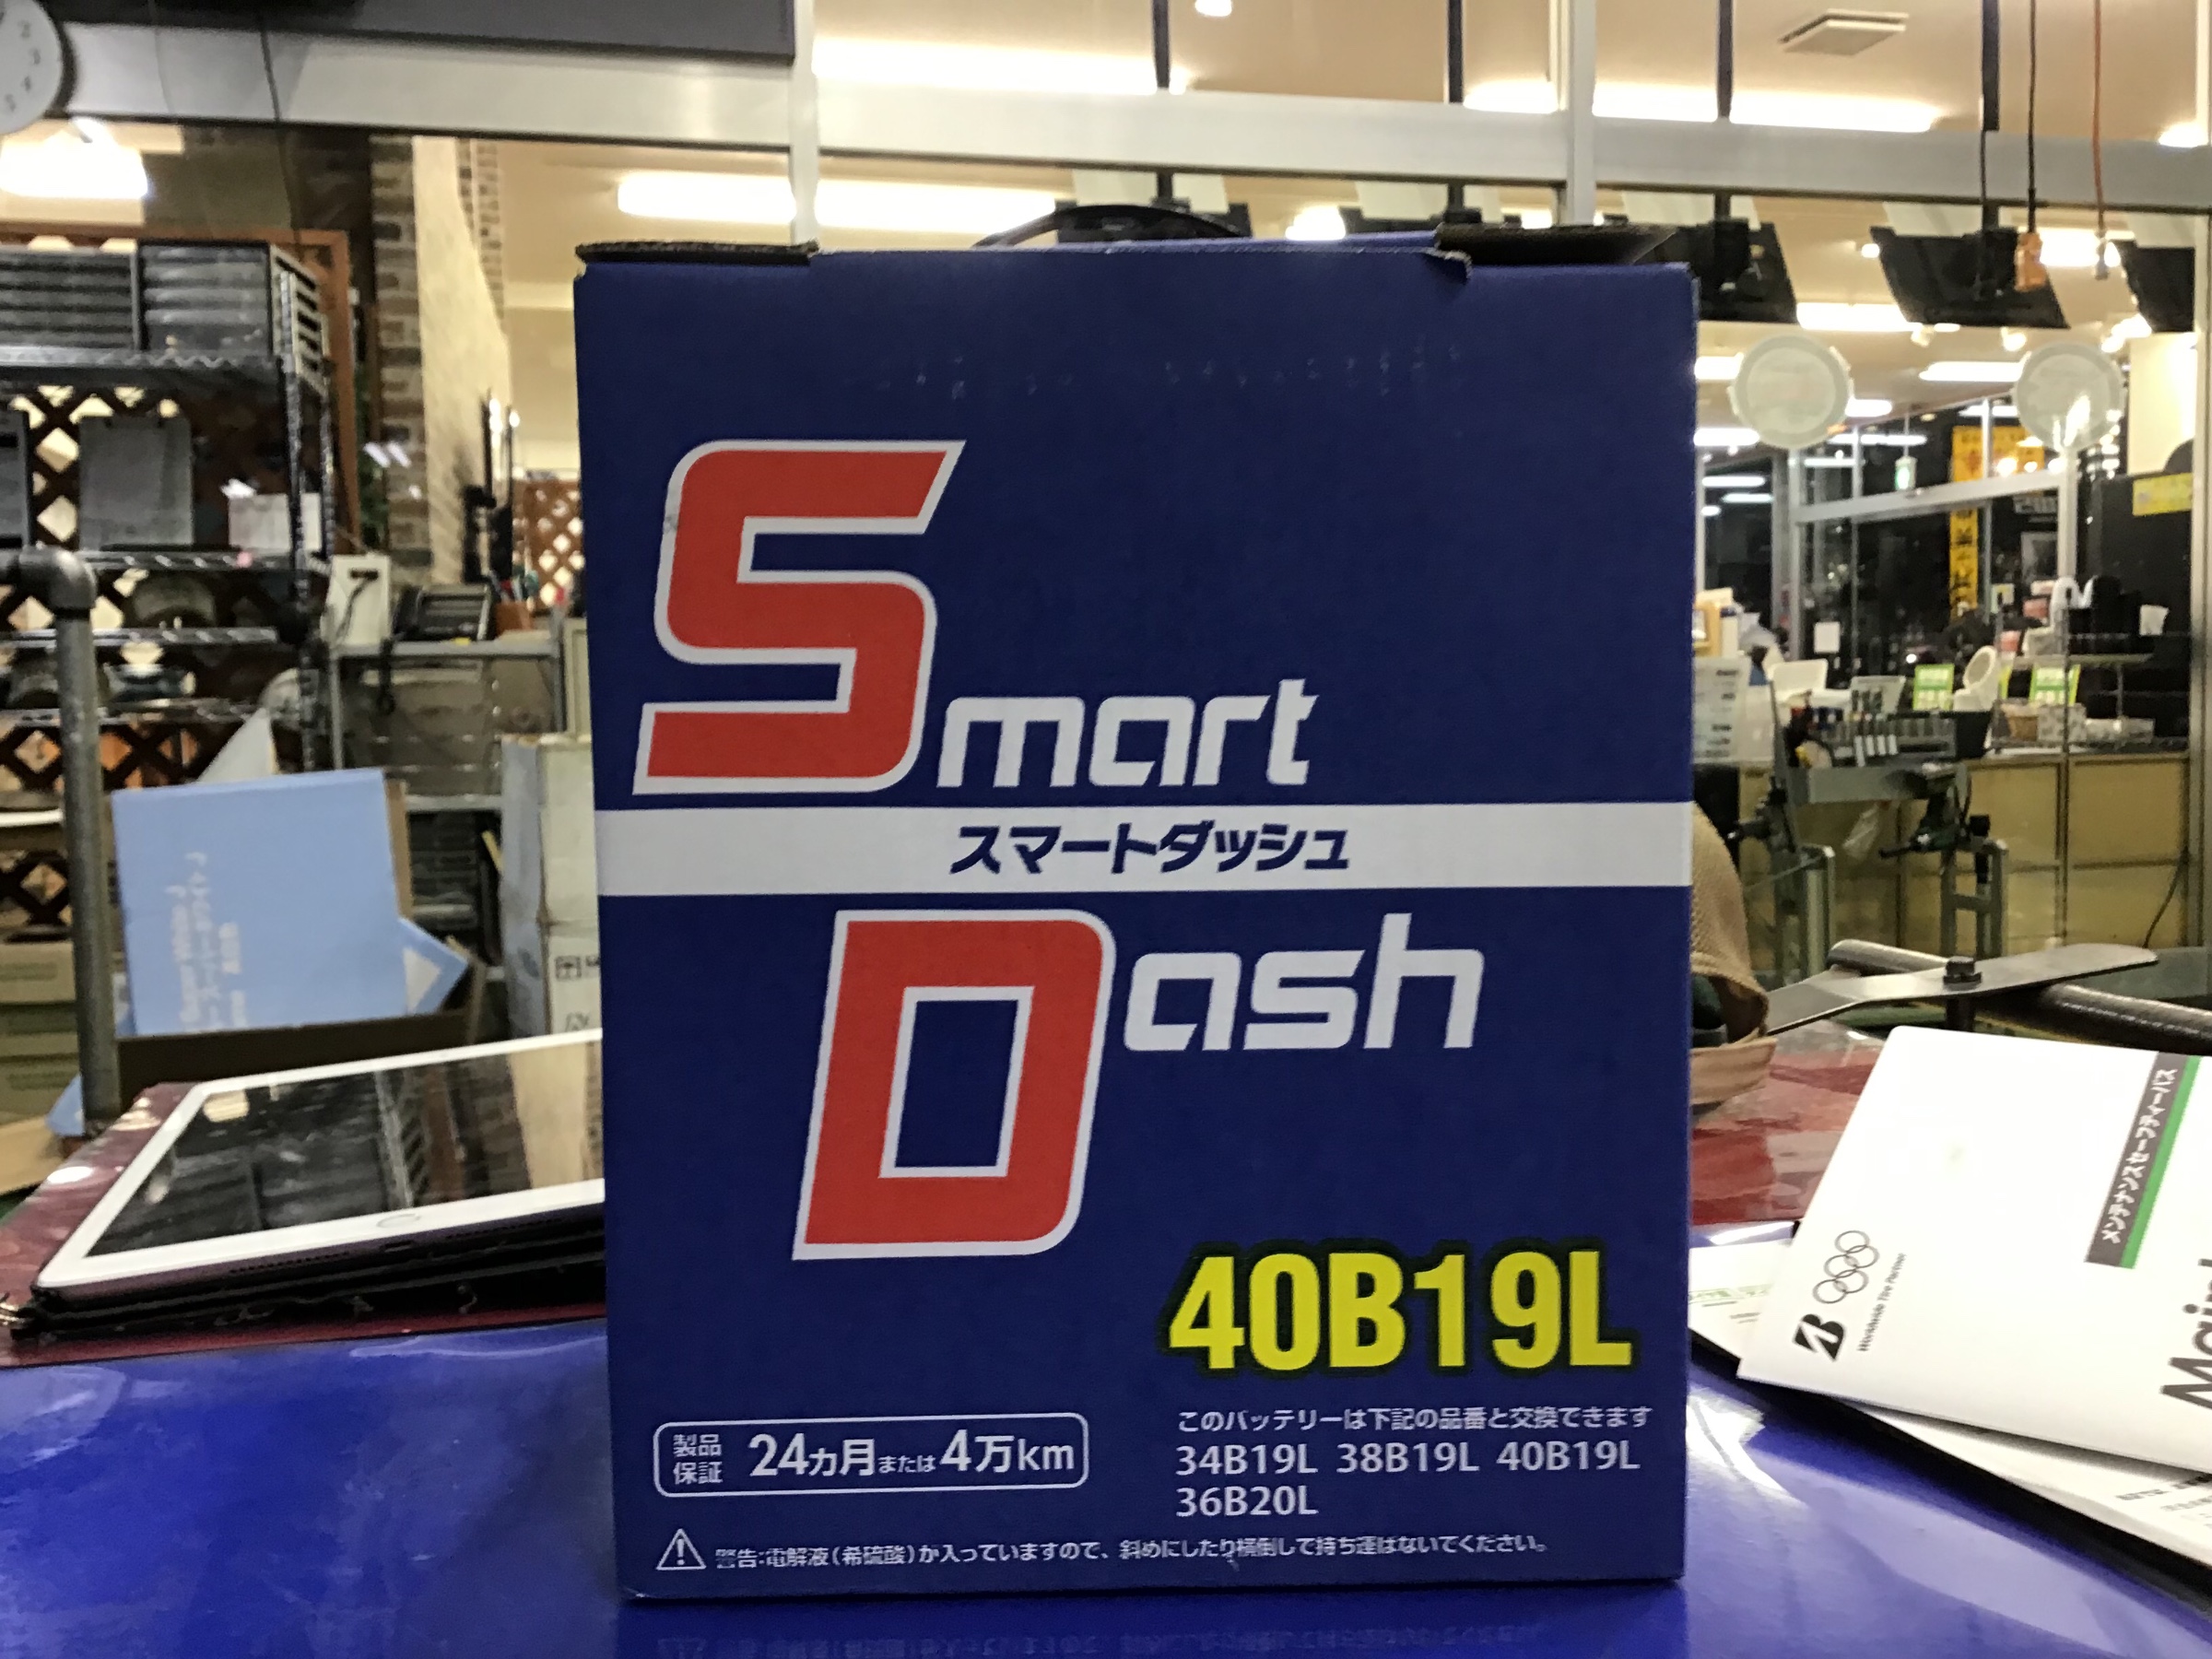 Smart
スマートダッシュ
Dash
40B19L
製品保証 24カ月または4万km
このバッテリーは下記の品番と交換できます
34B19L 38B19L 40B19L
36B20L
警告:電解液(希硫酸)が入っていますので、斜めにしたり横倒して持ち運ばないでください。
メンテナンスセーフティーパス
Worldwide Tire Partner